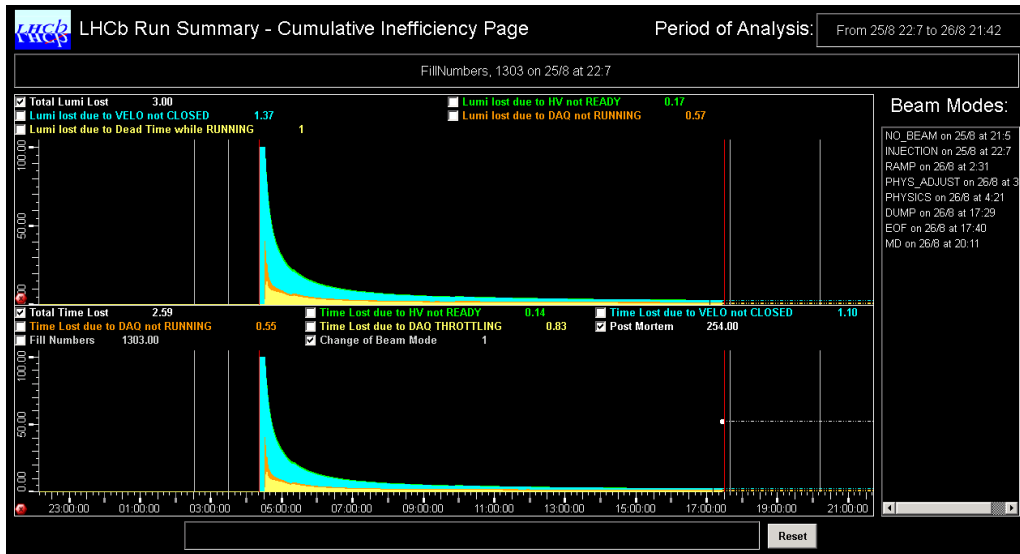 LHCb
LHCb Run Summary - Cumulative Inefficiency Page
Period of Analysis:
From 25/8 22:7 to 26/8 21:42
FillNumbers, 1303 on 25/8 at 22:7
Total Lumi Lost 3.00
Lumi lost due to HV not READY 0.17
Lumi lost due to VELO not CLOSED 1.37
Lumi lost due to DAQ not RUNNING 0.57
Lumi lost due to Dead Time while RUNNING 1
100.00
50.00
0.00
Total Time Lost 2.59
Time Lost due to HV not READY 0.14
Time Lost due to VELO not CLOSED 1.10
Time Lost due to DAQ not RUNNING 0.55
Time Lost due to DAQ THROTTLING 0.83
Post Mortem 254.00
Fill Numbers 1303.00
Change of Beam Mode 1
100.00
50.00
0.00
23:00:00 01:00:00 03:00:00 05:00:00 07:00:00 09:00:00 11:00:00 13:00:00 15:00:00 17:00:00 19:00:00 21:00:00
Beam Modes:
NO_BEAM on 25/8 at 21:5
INJECTION on 25/8 at 22:7
RAMP on 26/8 at 2:31
PHYS_ADJUST on 26/8 at 3
PHYSICS on 26/8 at 4:21
DUMP on 26/8 at 17:29
EOF on 26/8 at 17:40
MD on 26/8 at 20:11
Reset